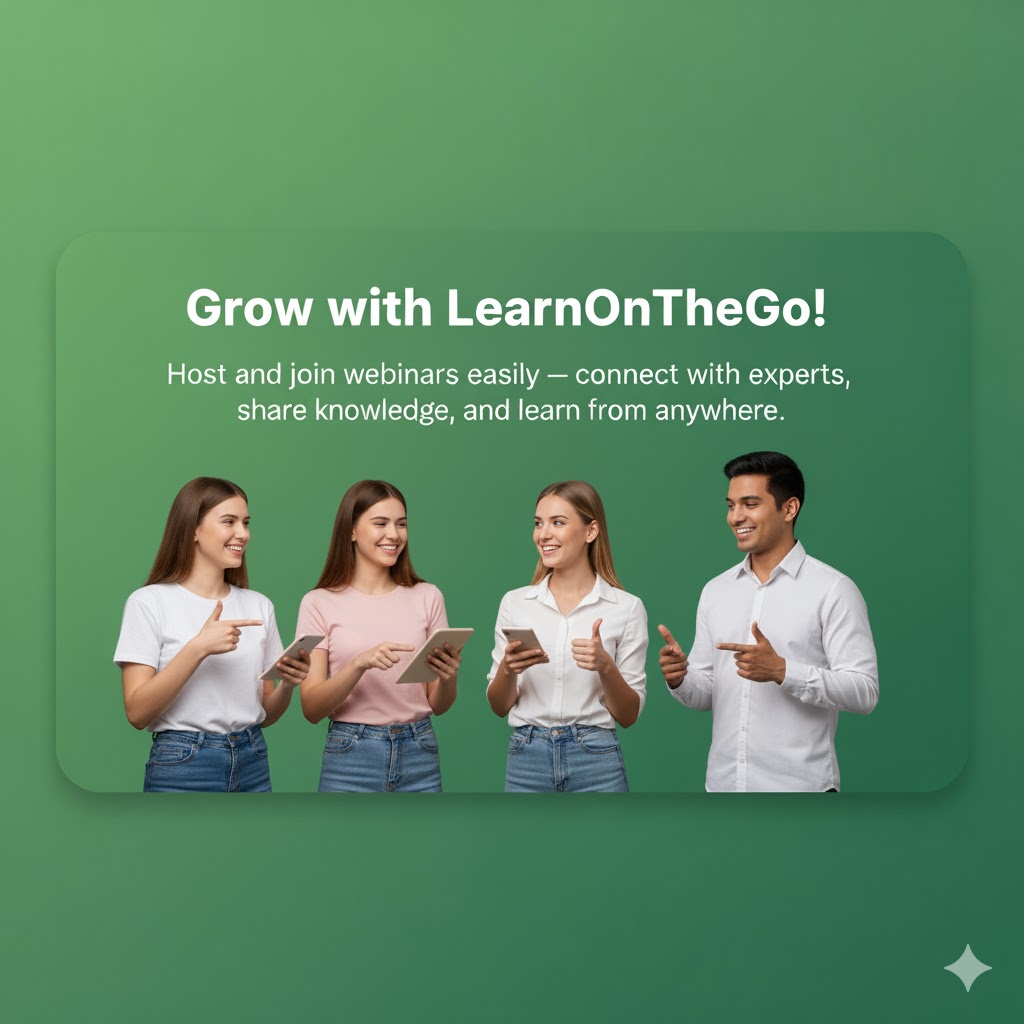 Grow with LearnOnTheGo!
Host and join webinars easily — connect with experts,
share knowledge, and learn from anywhere.